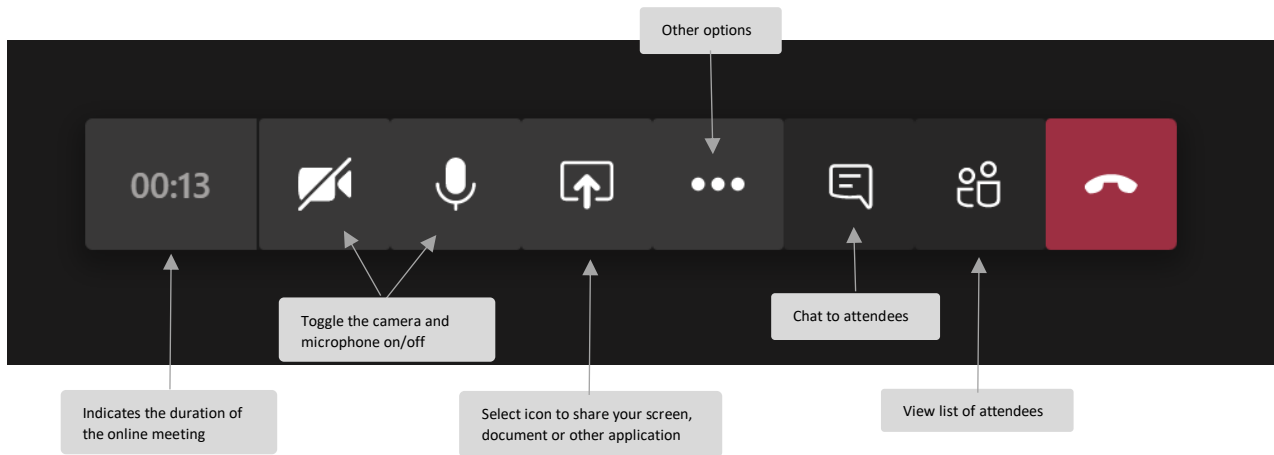 Other options
00:13
Toggle the camera and
microphone on/off
Chat to attendees
Indicates the duration of
the online meeting
Select icon to share your screen,
document or other application
View list of attendees